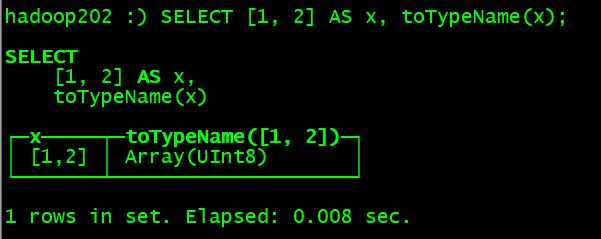 hadoop202 :) SELECT [1, 2] AS x, toTypeName(x);
SELECT
    [1, 2] AS x,
    toTypeName(x)
┌─x─────┬─toTypeName([1, 2])─┐
│ [1,2] │ Array(UInt8)       │
└───────┴────────────────────┘
1 rows in set. Elapsed: 0.008 sec.